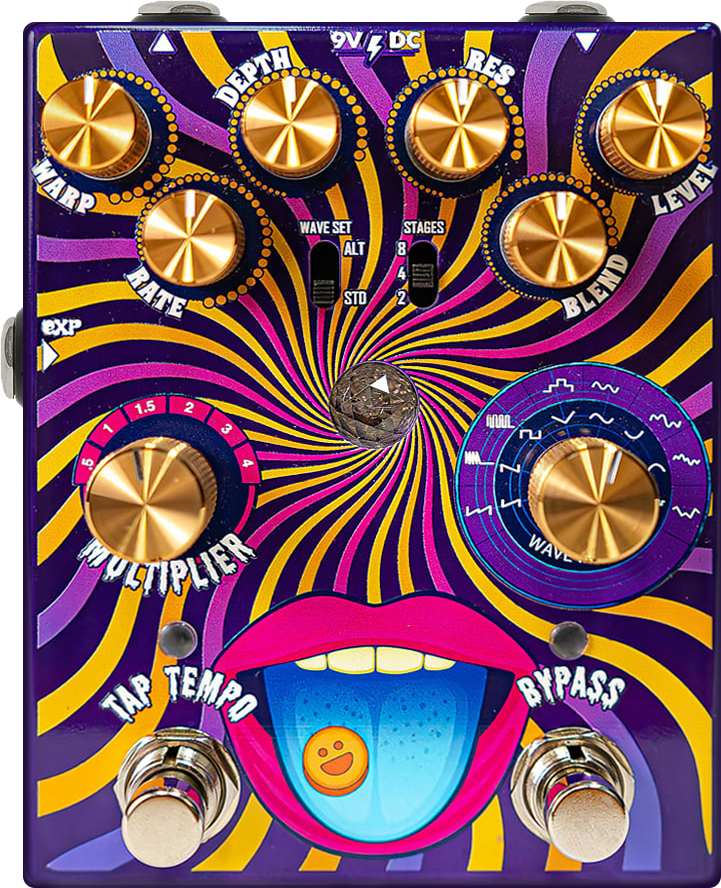 9V DC
DEPTH
RES
WARP
LEVEL
RATE
BLEND
WAVE SET
STAGES
ALT
8
4
STD
2
eXP
.5 1 1.5 2 3 4
MULTIPLIER
WAVE
TAP TEMPO
BYPASS